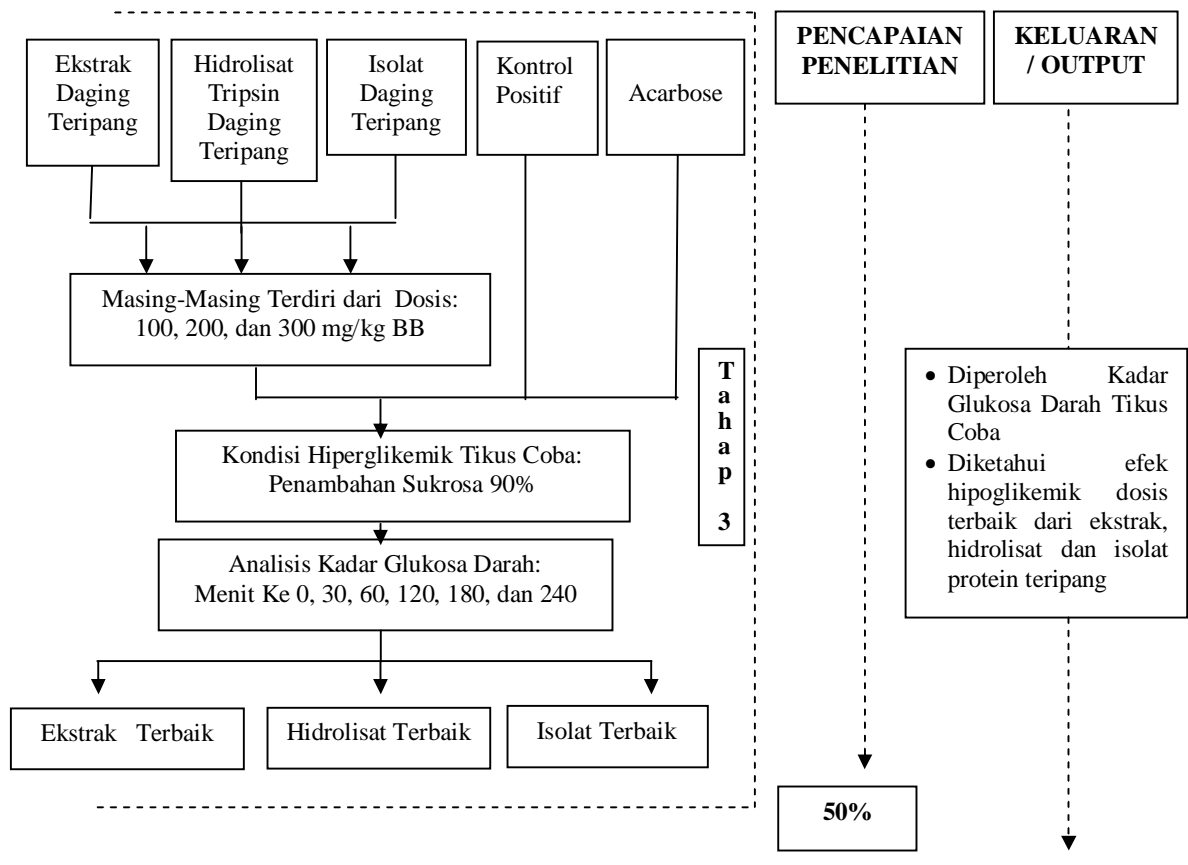 Ekstrak
Daging
Teripang
Hidrolisat
Tripsin
Daging
Teripang
Isolat
Daging
Teripang
Kontrol
Positif
Acarbose
PENCAPAIAN
PENELITIAN
KELUARAN
/ OUTPUT
Masing-Masing Terdiri dari Dosis:
100, 200, dan 300 mg/kg BB
Kondisi Hiperglikemik Tikus Coba:
Penambahan Sukrosa 90%
Analisis Kadar Glukosa Darah:
Menit Ke 0, 30, 60, 120, 180, dan 240
Ekstrak Terbaik
Hidrolisat Terbaik
Isolat Terbaik
T
a
h
a
p
3
• Diperoleh Kadar
Glukosa Darah Tikus
Coba
• Diketahui efek
hipoglikemik dosis
terbaik dari ekstrak,
hidrolisat dan isolat
protein teripang
50%